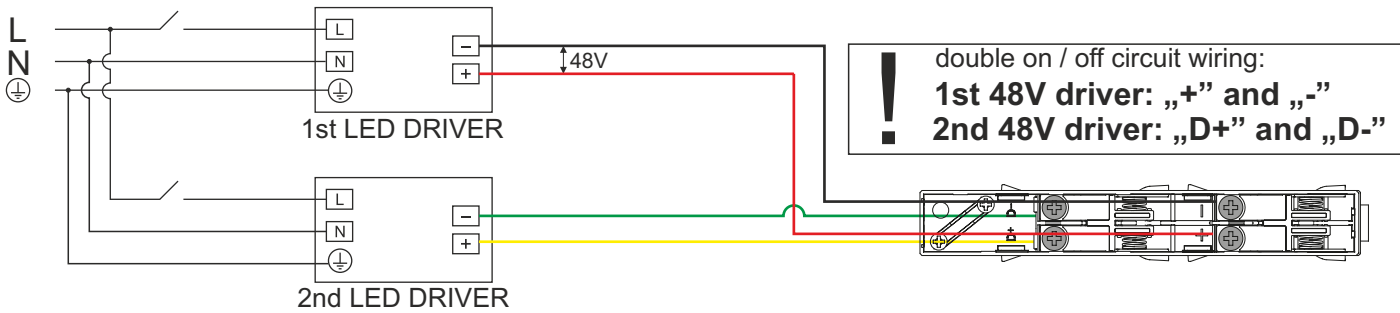 L
N
L
N
−
+
48V
1st LED DRIVER
! double on / off circuit wiring:
1st 48V driver: „+” and „-”
2nd 48V driver: „D+” and „D-”
L
N
−
+
2nd LED DRIVER
D-
D+
−
+